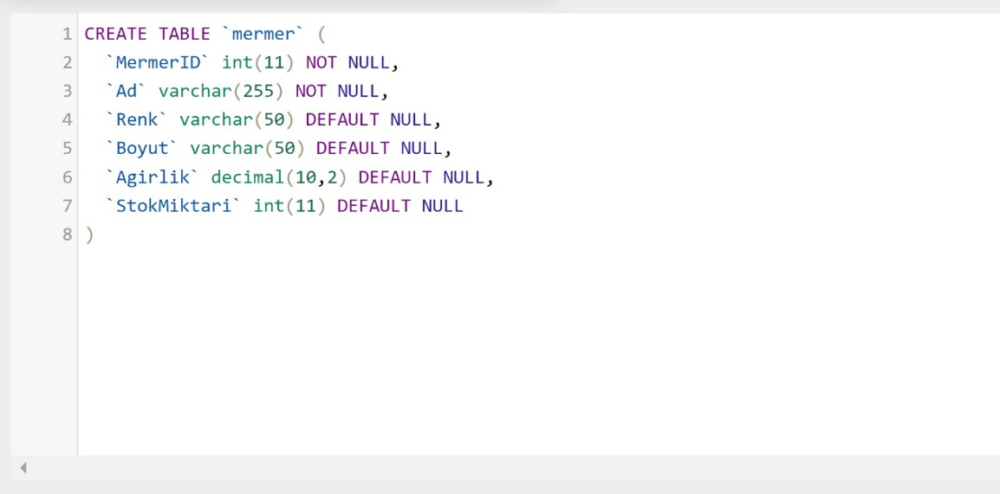 1 CREATE TABLE `mermer` (
2   `MermerID` int(11) NOT NULL,
3   `Ad` varchar(255) NOT NULL,
4   `Renk` varchar(50) DEFAULT NULL,
5   `Boyut` varchar(50) DEFAULT NULL,
6   `Agirlik` decimal(10,2) DEFAULT NULL,
7   `StokMiktari` int(11) DEFAULT NULL
8 )